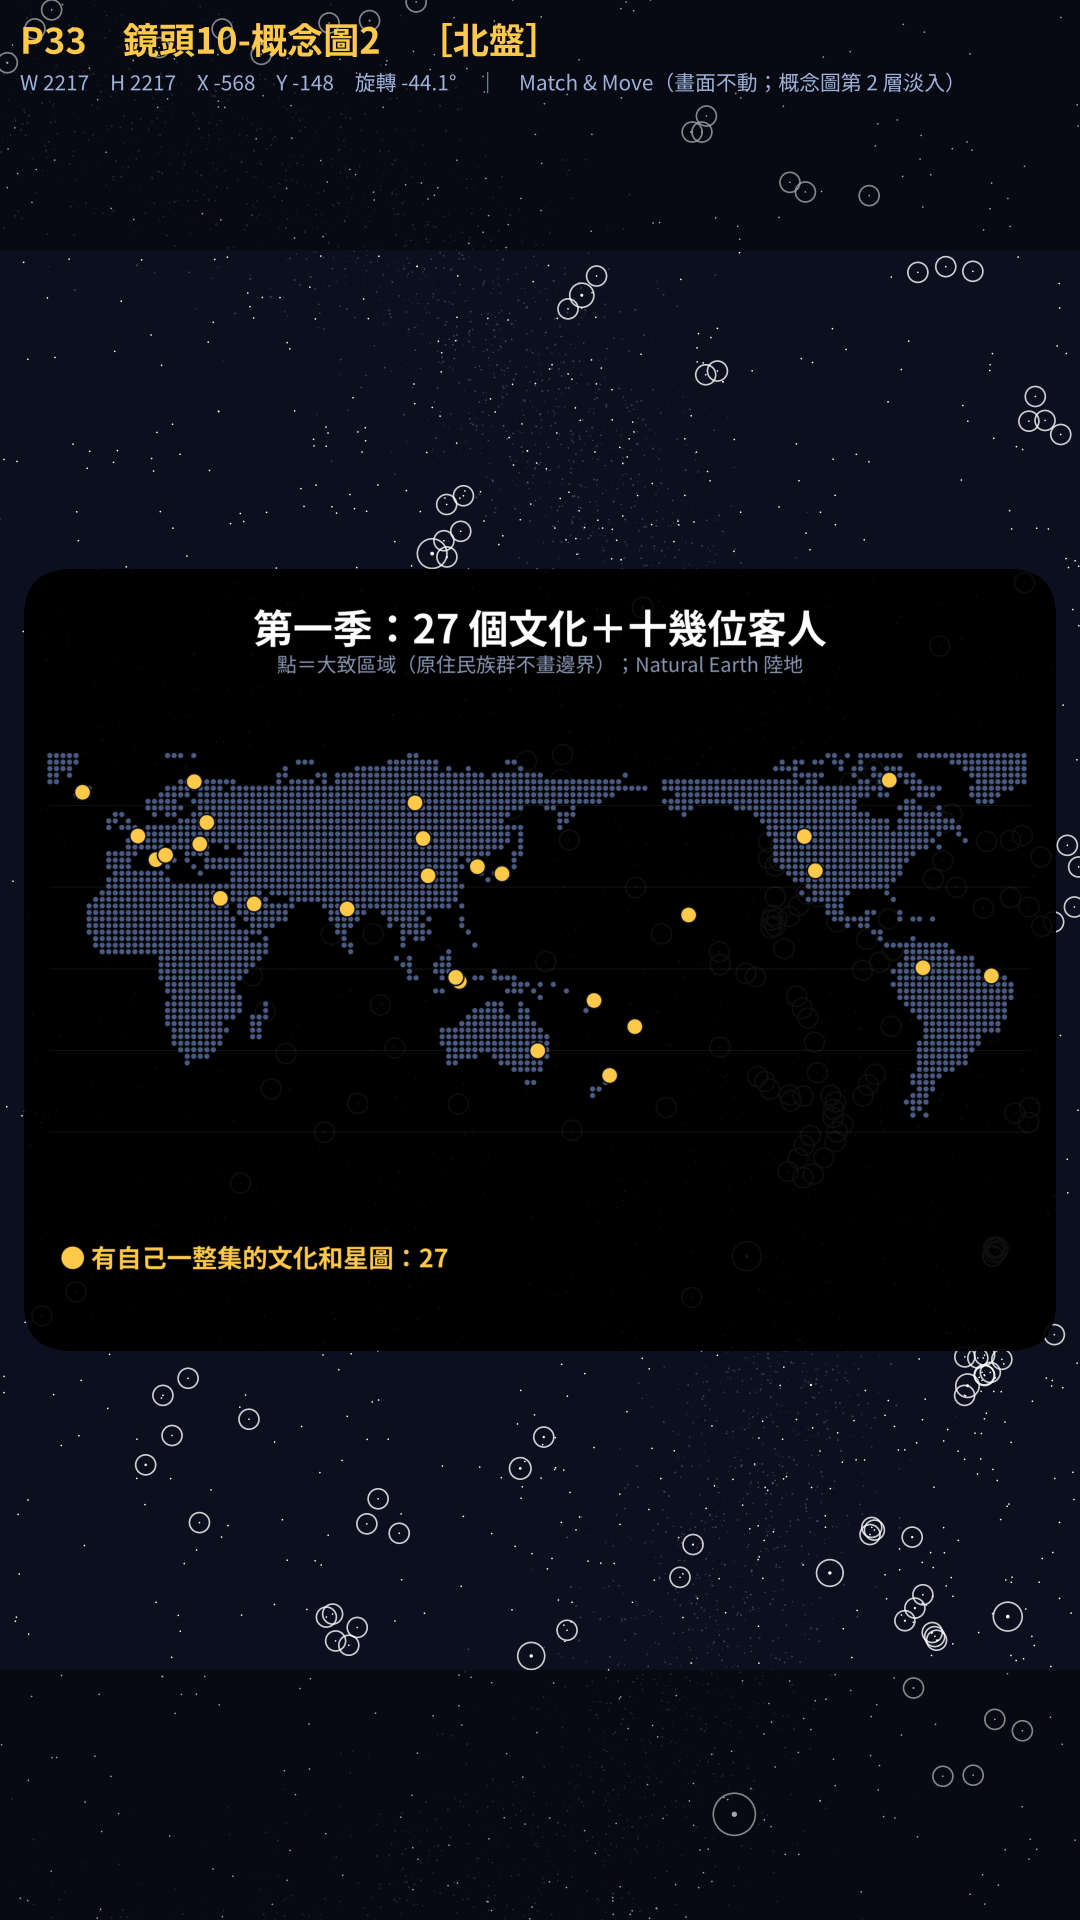 P33　鏡頭10-概念圖2　［北盤］
W 2217　H 2217　X -568　Y -148　旋轉 -44.1°　｜　Match & Move（畫面不動；概念圖第 2 層淡入）
第一季：27 個文化＋十幾位客人
點＝大致區域（原住民族群不畫邊界）；Natural Earth 陸地
有自己一整集的文化和星圖：27